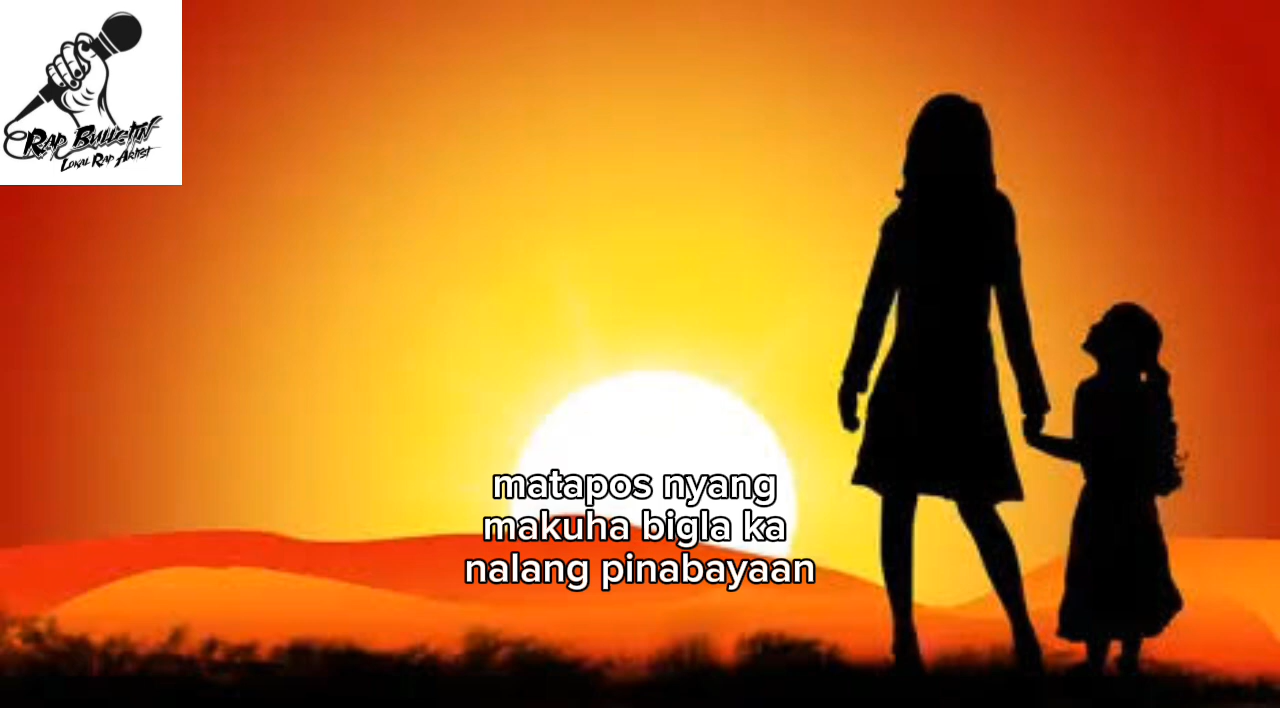 Rap Bulletin
Lokal Rap Artist
matapos nyang
makuha bigla ka
nalang pinabayaan